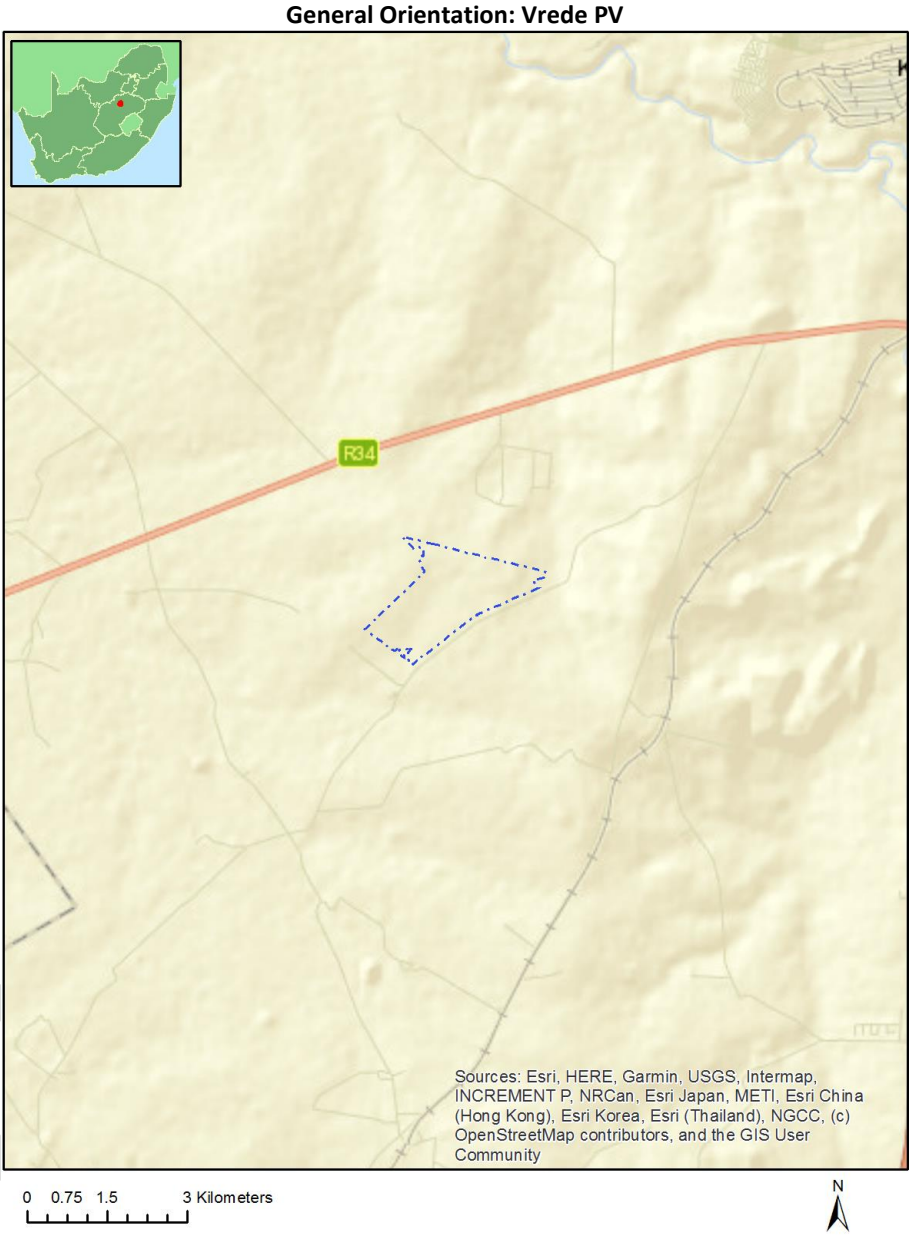 General Orientation: Vrede PV
K
R34
Sources: Esri, HERE, Garmin, USGS, Intermap,
INCREMENT P, NRCan, Esri Japan, METI, Esri China
(Hong Kong), Esri Korea, Esri (Thailand), NGCC, (c)
OpenStreetMap contributors, and the GIS User
Community
0 0.75 1.5 3 Kilometers
N